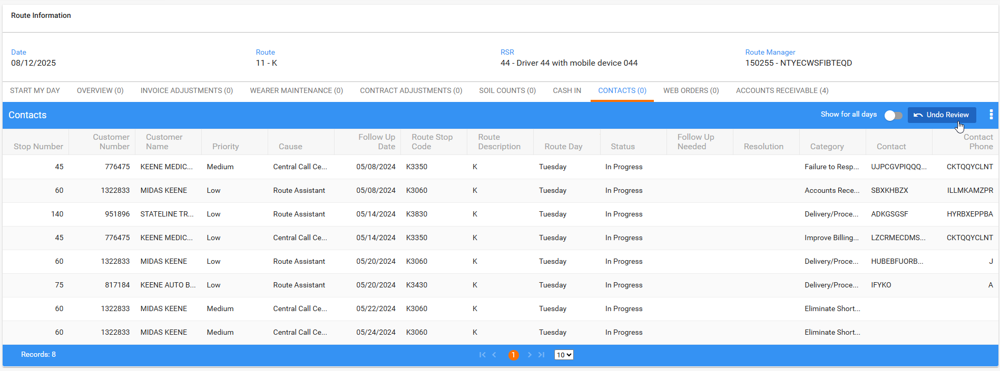 Route Information
Date Route RSR Route Manager
08/12/2025 11 - K 44 - Driver 44 with mobile device 044 150255 - NTYECWSFIBTEQD
START MY DAY OVERVIEW (0) INVOICE ADJUSTMENTS (0) WEARER MAINTENANCE (0) CONTRACT ADJUSTMENTS (0) SOIL COUNTS (0) CASH IN CONTACTS (0) WEB ORDERS (0) ACCOUNTS RECEIVABLE (4)
Contacts Show for all days Undo Review
Stop Number Customer Number Customer Name Priority Cause Follow Up Date Route Stop Code Route Description Route Day Status Follow Up Needed Resolution Category Contact Contact Phone
45 776475 KEENE MEDIC... Medium Central Call Ce... 05/08/2024 K3350 K Tuesday In Progress Failure to Resp... UJPCGVPIQQQ... CKTQQYCLNT
60 1322833 MIDAS KEENE Low Route Assistant 05/08/2024 K3060 K Tuesday In Progress Accounts Rece... SBXKHBZX ILLMKAMZPR
140 951896 STATELINE TR... Low Route Assistant 05/14/2024 K3830 K Tuesday In Progress Delivery/Proce... ADKGSGSF HYRBXEPPBA
45 776475 KEENE MEDIC... Low Central Call Ce... 05/14/2024 K3350 K Tuesday In Progress Improve Billing... LZCRMECDMS... CKTQQYCLNT
60 1322833 MIDAS KEENE Low Route Assistant 05/20/2024 K3060 K Tuesday In Progress Delivery/Proce... HUBEBFUORB... J
75 817184 KEENE AUTO B... Low Route Assistant 05/20/2024 K3430 K Tuesday In Progress Delivery/Proce... IFYKO A
60 1322833 MIDAS KEENE Medium Central Call Ce... 05/22/2024 K3060 K Tuesday In Progress Eliminate Short...
60 1322833 MIDAS KEENE Medium Central Call Ce... 05/24/2024 K3060 K Tuesday In Progress Eliminate Short...
Records: 8 1 10